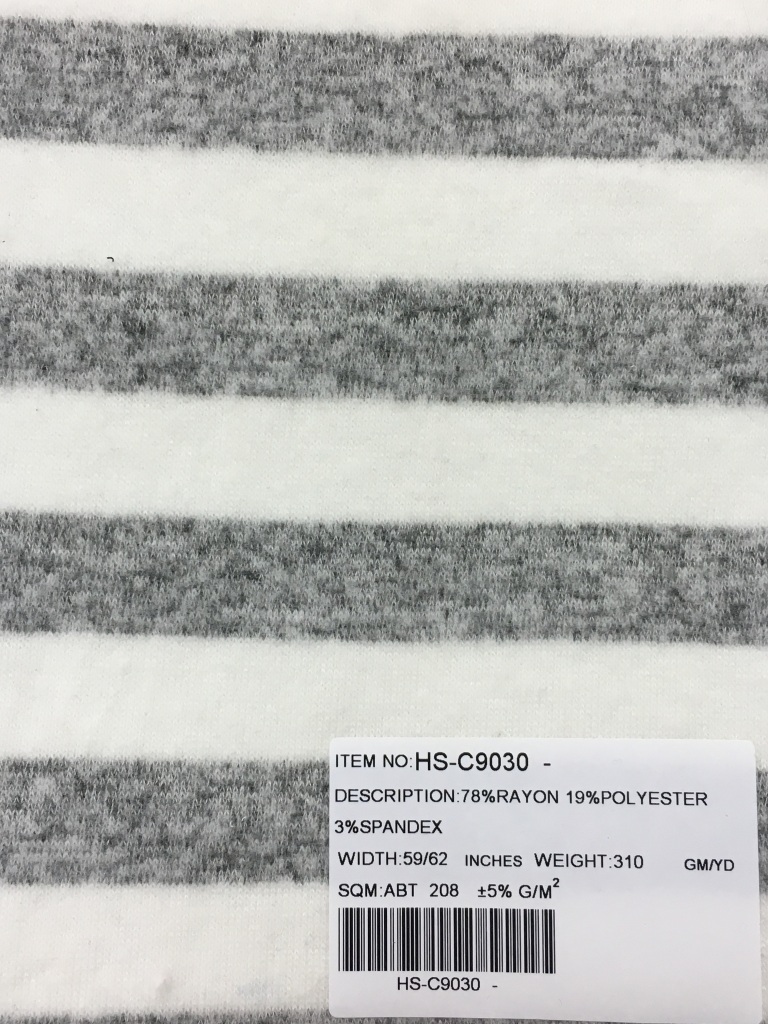 ITEM NO:HS-C9030 -
DESCRIPTION:78%RAYON 19%POLYESTER
3%SPANDEX
WIDTH:59/62 INCHES WEIGHT:310 GM/YD
SQM:ABT 208 ±5% G/M²
HS-C9030 -